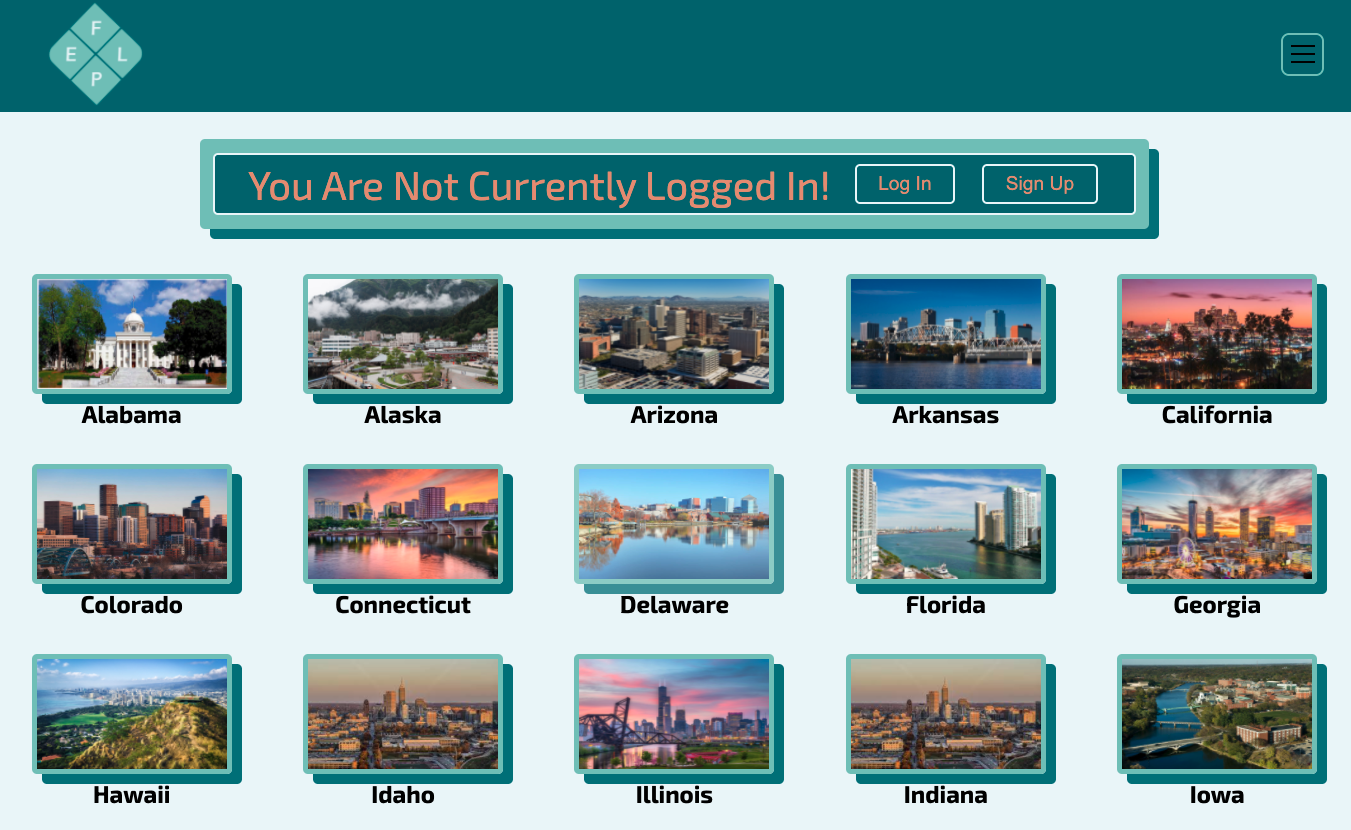 F
E L
P
You Are Not Currently Logged In! Log In Sign Up
Alabama Alaska Arizona Arkansas California
Colorado Connecticut Delaware Florida Georgia
Hawaii Idaho Illinois Indiana Iowa